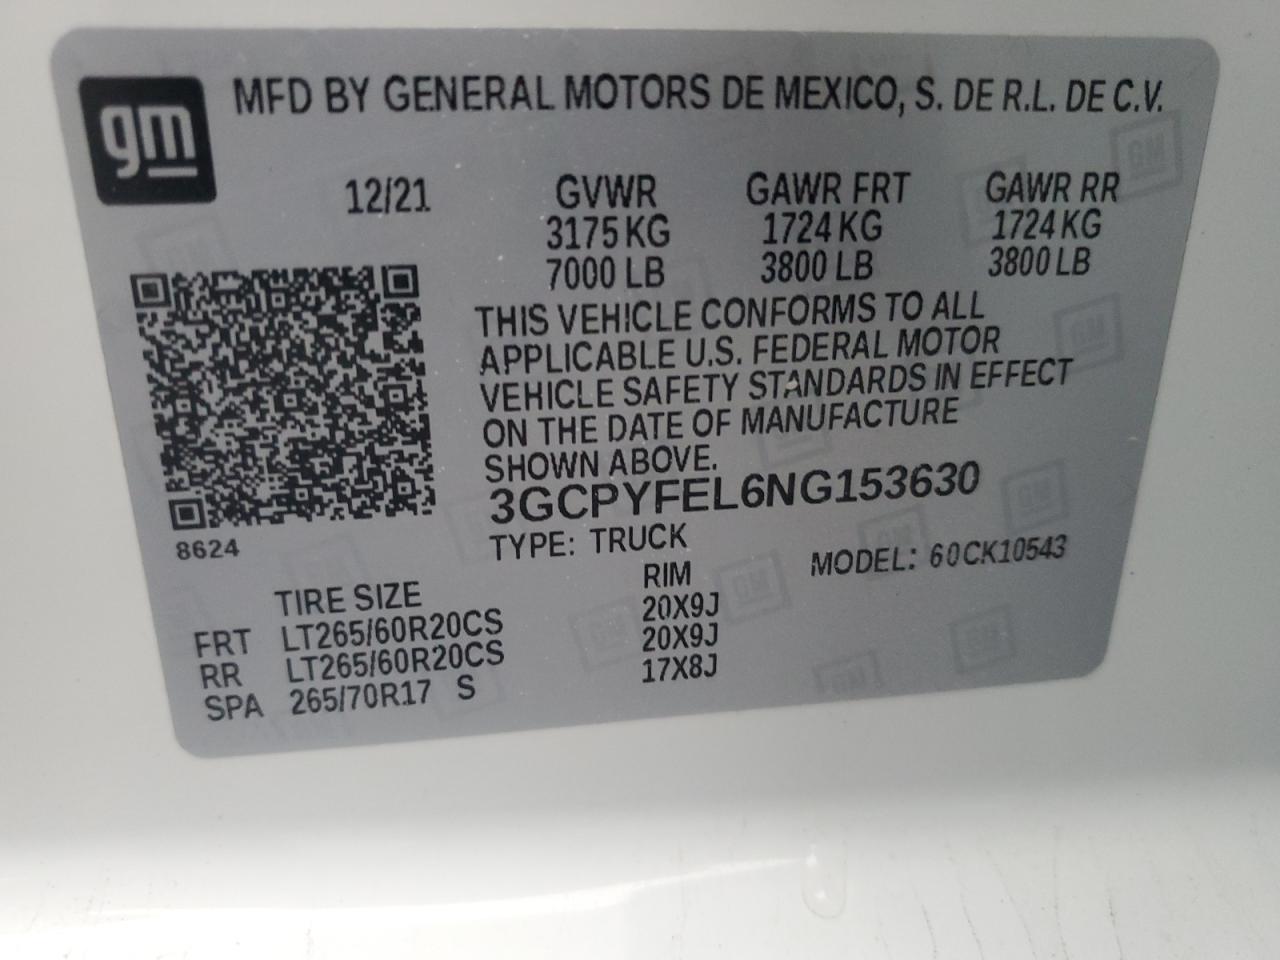 gm
MFD BY GENERAL MOTORS DE MEXICO, S. DE R.L. DE C.V.
12/21 GVWR GAWR FRT GAWR RR
3175 KG 1724 KG 1724 KG
7000 LB 3800 LB 3800 LB
THIS VEHICLE CONFORMS TO ALL
APPLICABLE U.S. FEDERAL MOTOR
VEHICLE SAFETY STANDARDS IN EFFECT
ON THE DATE OF MANUFACTURE
SHOWN ABOVE.
3GCPYFEL6NG153630
8624
TYPE: TRUCK MODEL: 60CK10543
TIRE SIZE RIM
FRT LT265/60R20CS 20X9J
RR LT265/60R20CS 20X9J
SPA 265/70R17 S 17X8J